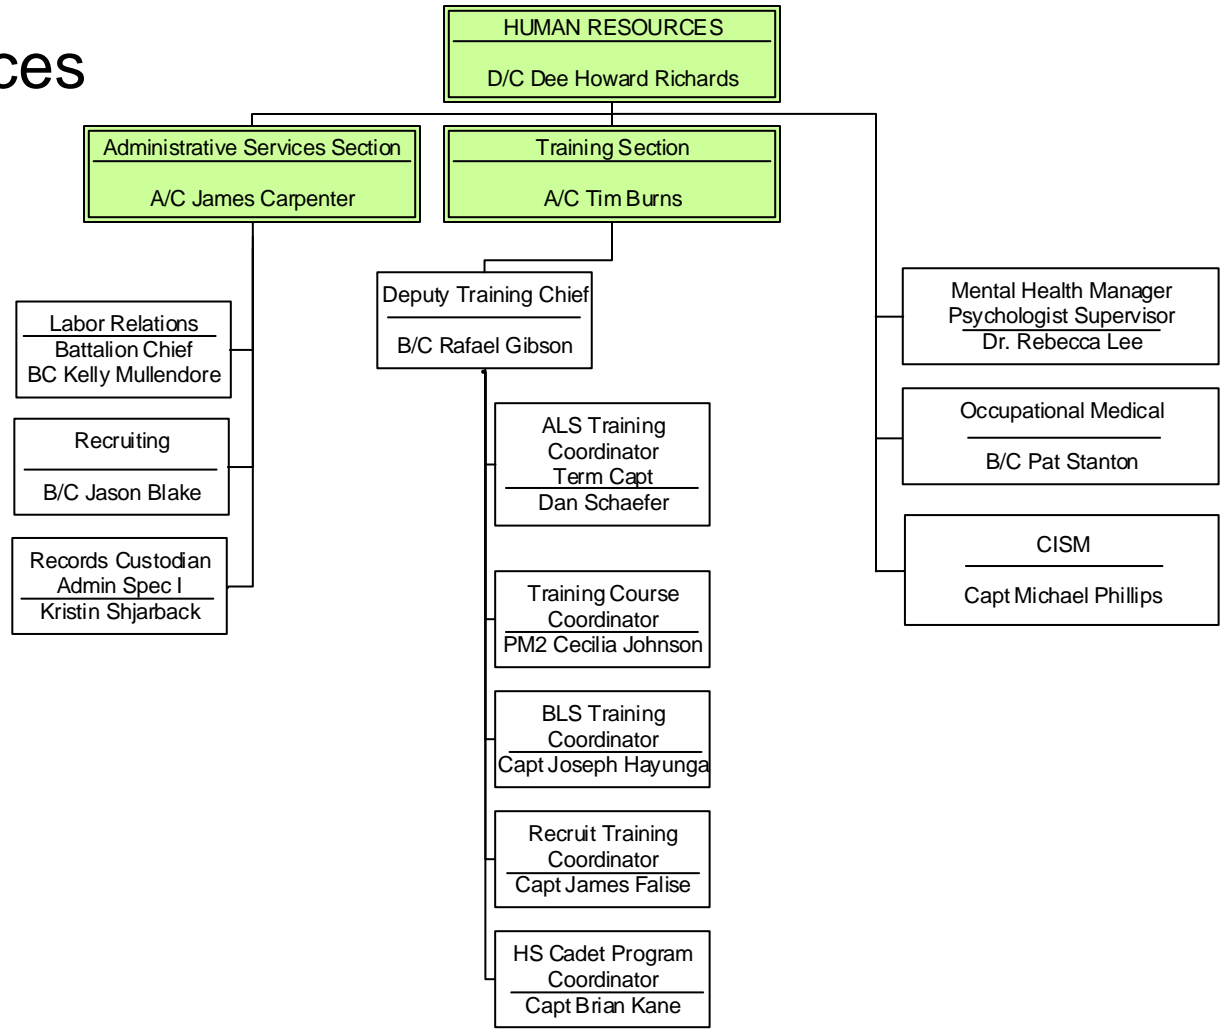 HUMAN RESOURCES
D/C Dee Howard Richards
ces
Administrative Services Section
A/C James Carpenter
Training Section
A/C Tim Burns
Labor Relations
Battalion Chief
BC Kelly Mullendore
Recruiting
B/C Jason Blake
Records Custodian
Admin Spec I
Kristin Shjarback
Deputy Training Chief
B/C Rafael Gibson
ALS Training
Coordinator
Term Capt
Dan Schaefer
Training Course
Coordinator
PM2 Cecilia Johnson
BLS Training
Coordinator
Capt Joseph Hayunga
Recruit Training
Coordinator
Capt James Falise
HS Cadet Program
Coordinator
Capt Brian Kane
Mental Health Manager
Psychologist Supervisor
Dr. Rebecca Lee
Occupational Medical
B/C Pat Stanton
CISM
Capt Michael Phillips